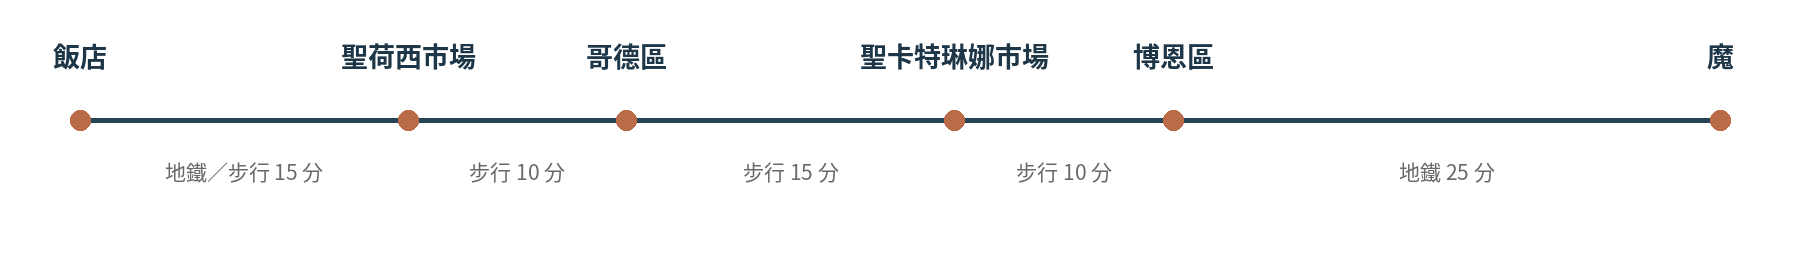 飯店 聖荷西市場 哥德區 聖卡特琳娜市場 博恩區 魔
地鐵／步行 15 分 步行 10 分 步行 15 分 步行 10 分 地鐵 25 分